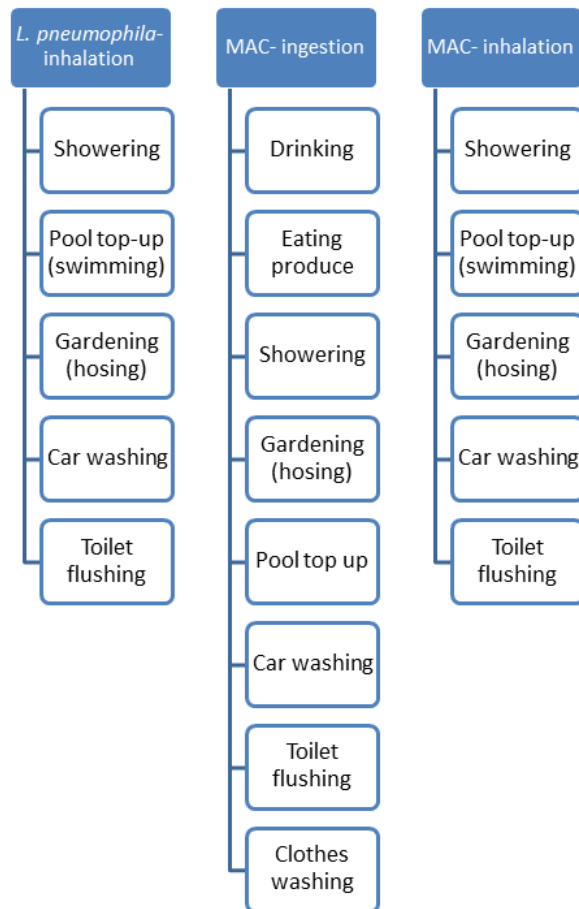 L. pneumophila-
inhalation
Showering
Pool top-up
(swimming)
Gardening
(hosing)
Car washing
Toilet
flushing
MAC- ingestion
Drinking
Eating
produce
Showering
Gardening
(hosing)
Pool top up
Car washing
Toilet
flushing
Clothes
washing
MAC- inhalation
Showering
Pool top-up
(swimming)
Gardening
(hosing)
Car washing
Toilet
flushing